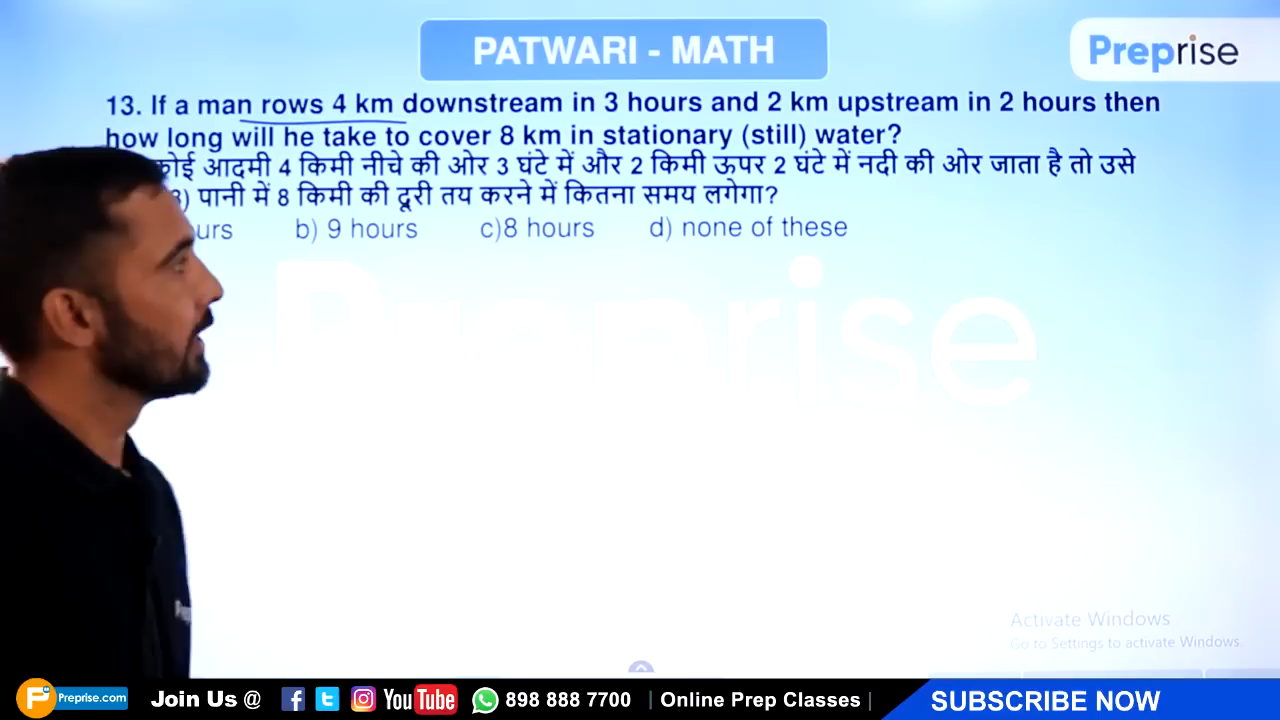 PATWARI - MATH
Preprise
13. If a man rows 4 km downstream in 3 hours and 2 km upstream in 2 hours then
how long will he take to cover 8 km in stationary (still) water?
कोई आदमी 4 किमी नीचे की ओर 3 घंटे में और 2 किमी ऊपर 2 घंटे में नदी की ओर जाता है तो उसे
) पानी में 8 किमी की दूरी तय करने में कितना समय लगेगा?
urs b) 9 hours c)8 hours d) none of these
Preprise
Activate Windows
Go to Settings to activate Windows.
Preprise.com Join Us @ YouTube 898 888 7700 | Online Prep Classes | SUBSCRIBE NOW